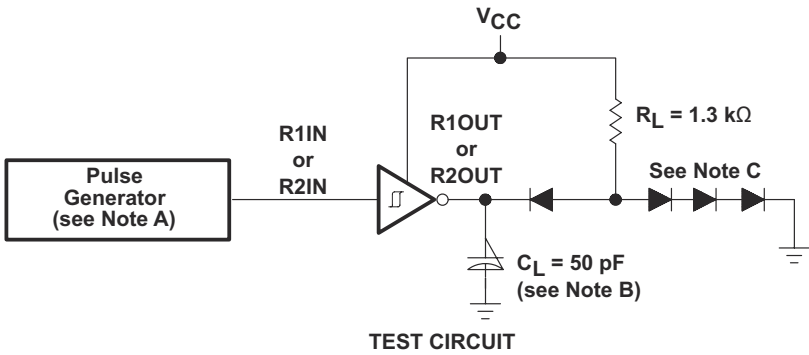 VCC
R1IN
or
R2IN
R1OUT
or
R2OUT
RL = 1.3 kΩ
Pulse
Generator
(see Note A)
See Note C
CL = 50 pF
(see Note B)
TEST CIRCUIT